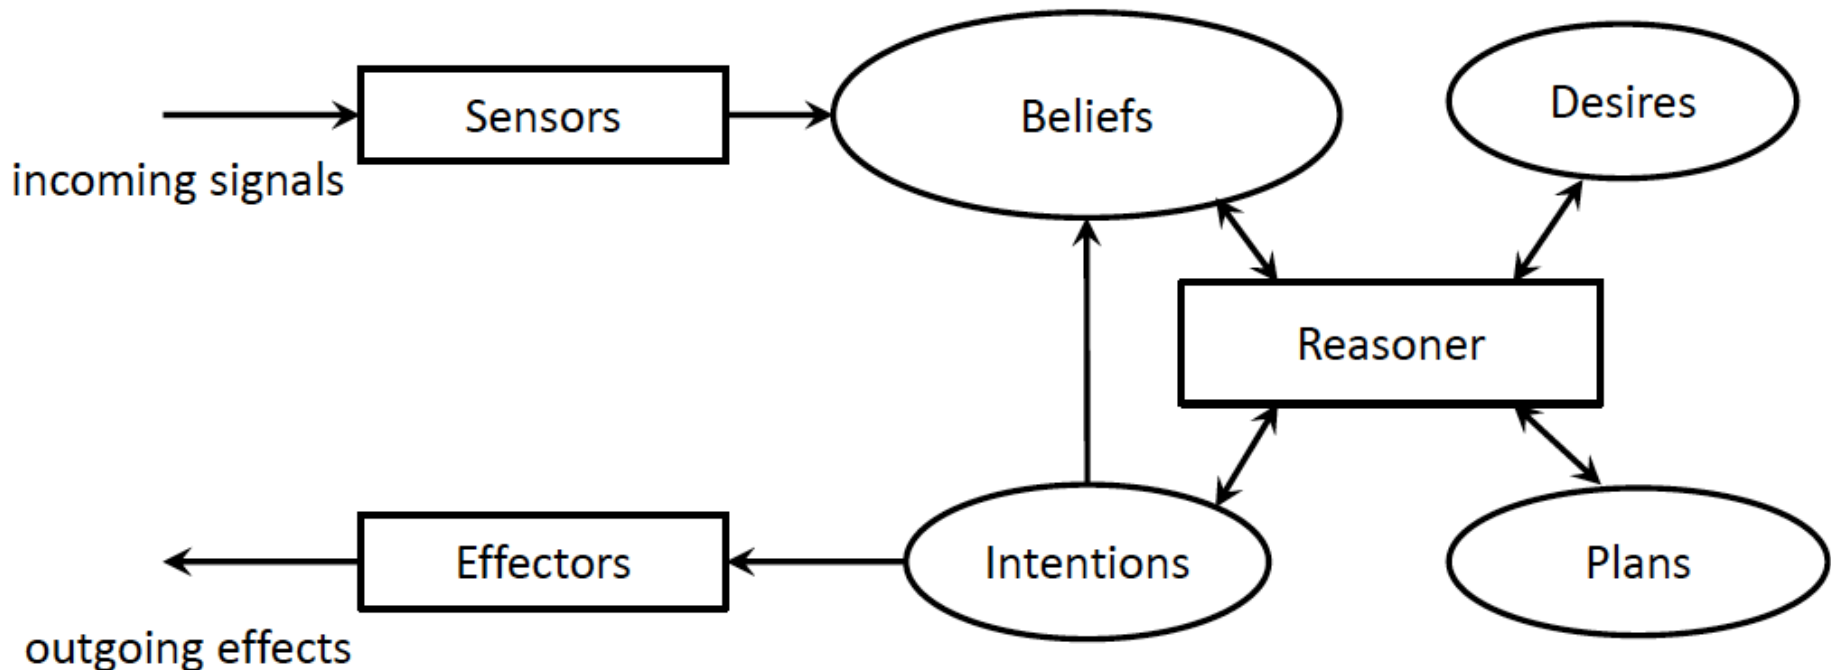 Sensors
Beliefs
Desires
incoming signals
Reasoner
Effectors
Intentions
Plans
outgoing effects